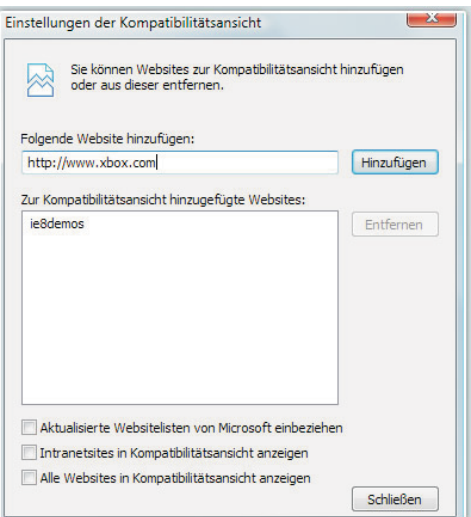 Einstellungen der Kompatibilitätsansicht
Sie können Websites zur Kompatibilitätsansicht hinzufügen
oder aus dieser entfernen.
Folgende Website hinzufügen:
http://www.xbox.com
Hinzufügen
Zur Kompatibilitätsansicht hinzugefügte Websites:
ie8demos
Entfernen
Aktualisierte Websitelisten von Microsoft einbeziehen
Intranetsites in Kompatibilitätsansicht anzeigen
Alle Websites in Kompatibilitätsansicht anzeigen
Schließen